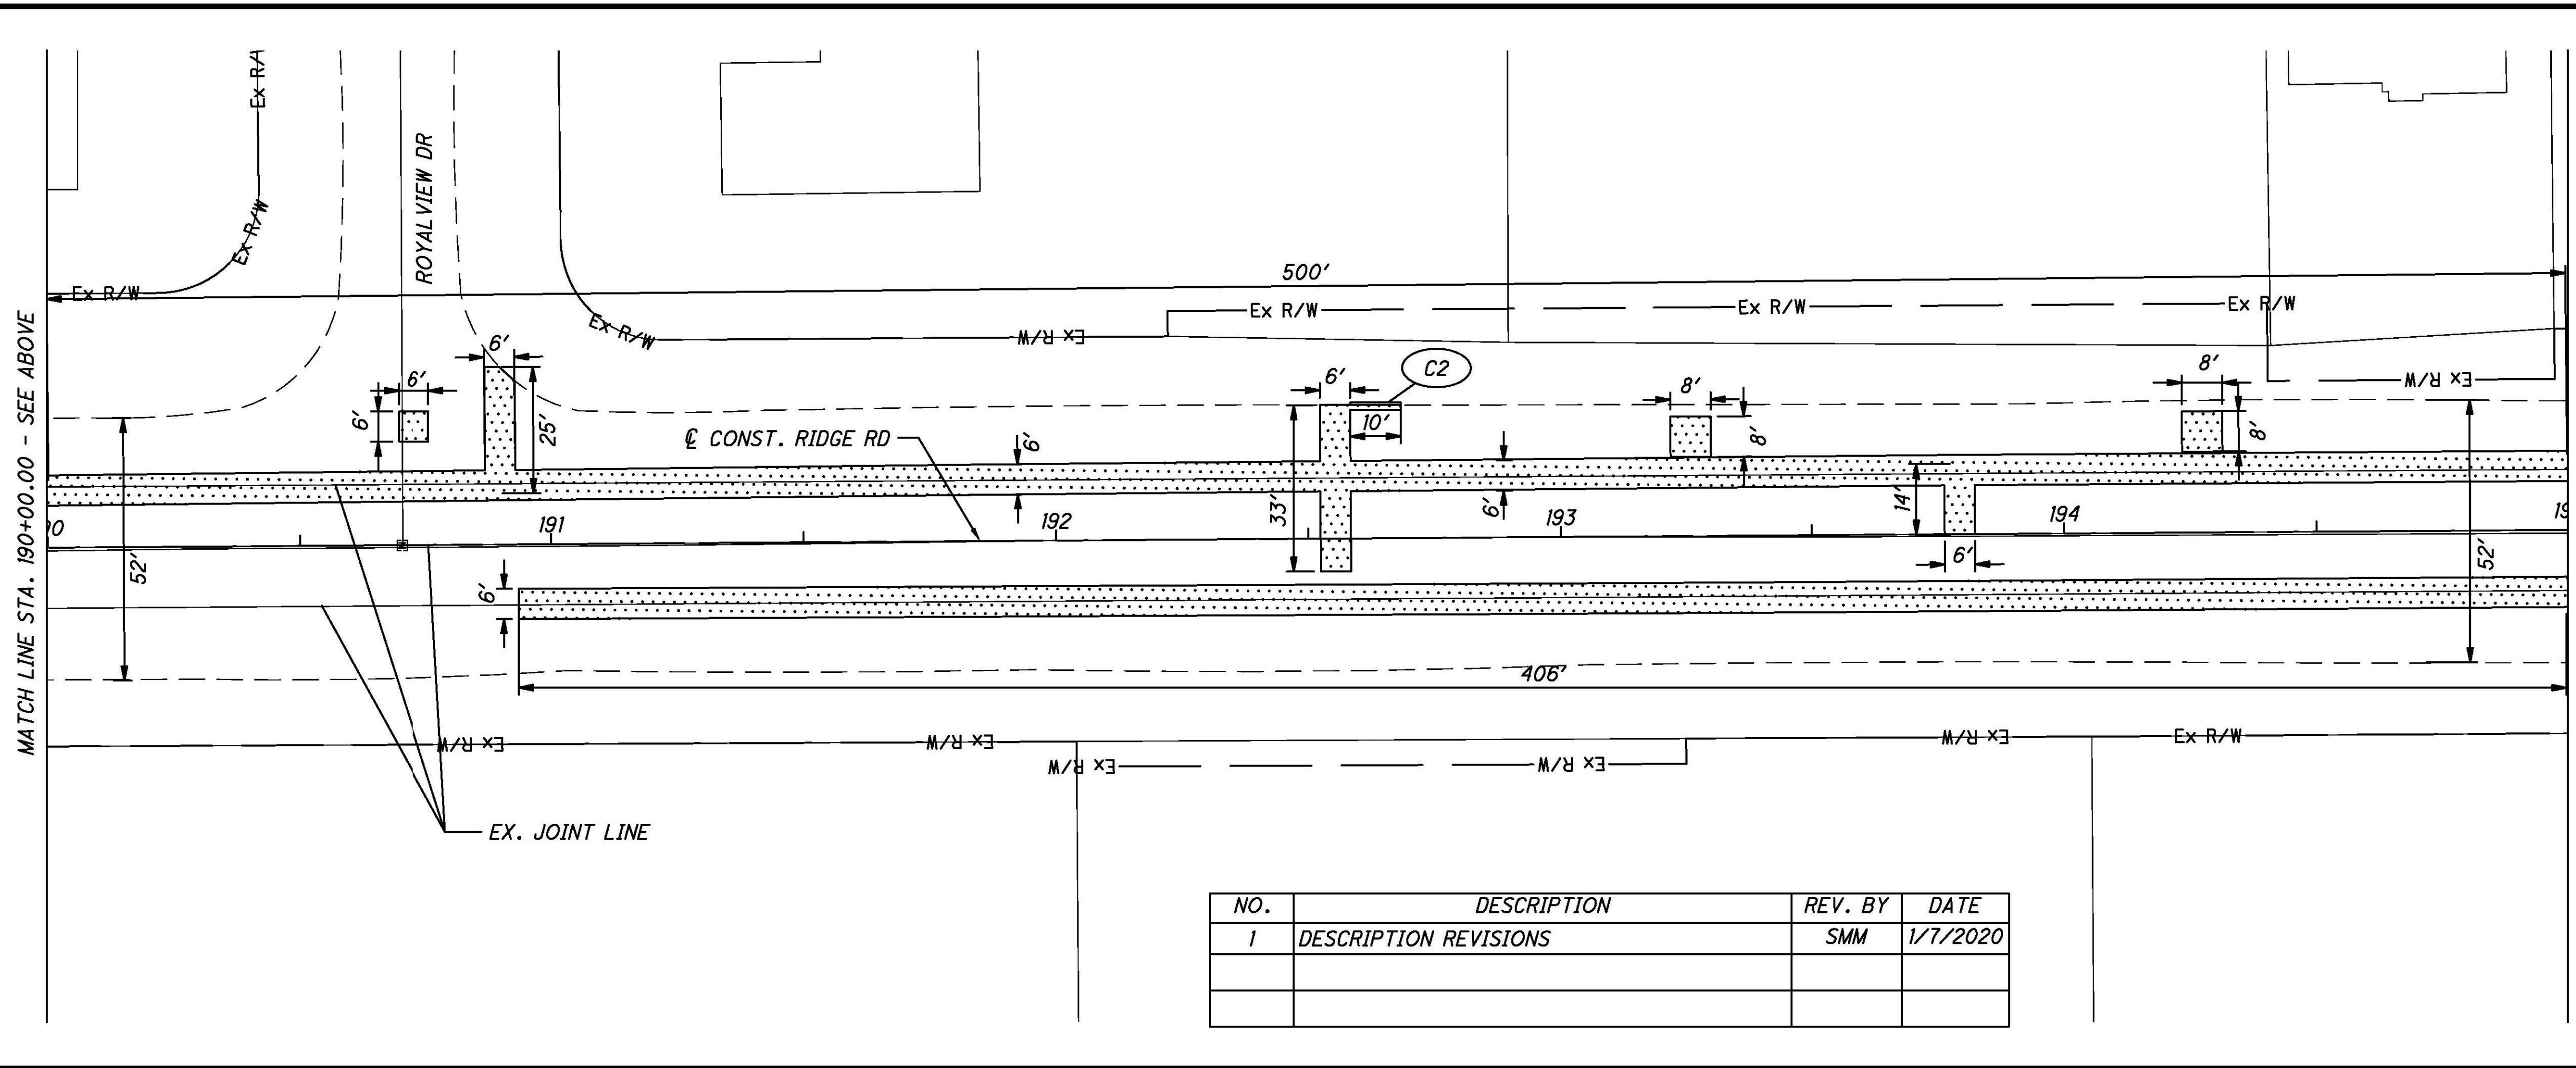 Ex R/W
ROYALVIEW DR
Ex R/W
500'
Ex R/W
Ex R/W
Ex R/W
Ex R/W
Ex R/W
Ex R/W
Ex R/W
MATCH LINE STA. 190+00.00 - SEE ABOVE
6'
6'
6'
25'
6'
C2
10'
8'
8'
8'
8'
Ex R/W
℄ CONST. RIDGE RD
6'
33'
6'
14'
191
192
193
194
52'
6'
6'
52'
406'
Ex R/W
Ex R/W
Ex R/W
Ex R/W
Ex R/W
Ex R/W
EX. JOINT LINE
NO. DESCRIPTION REV. BY DATE
1 DESCRIPTION REVISIONS SMM 1/7/2020